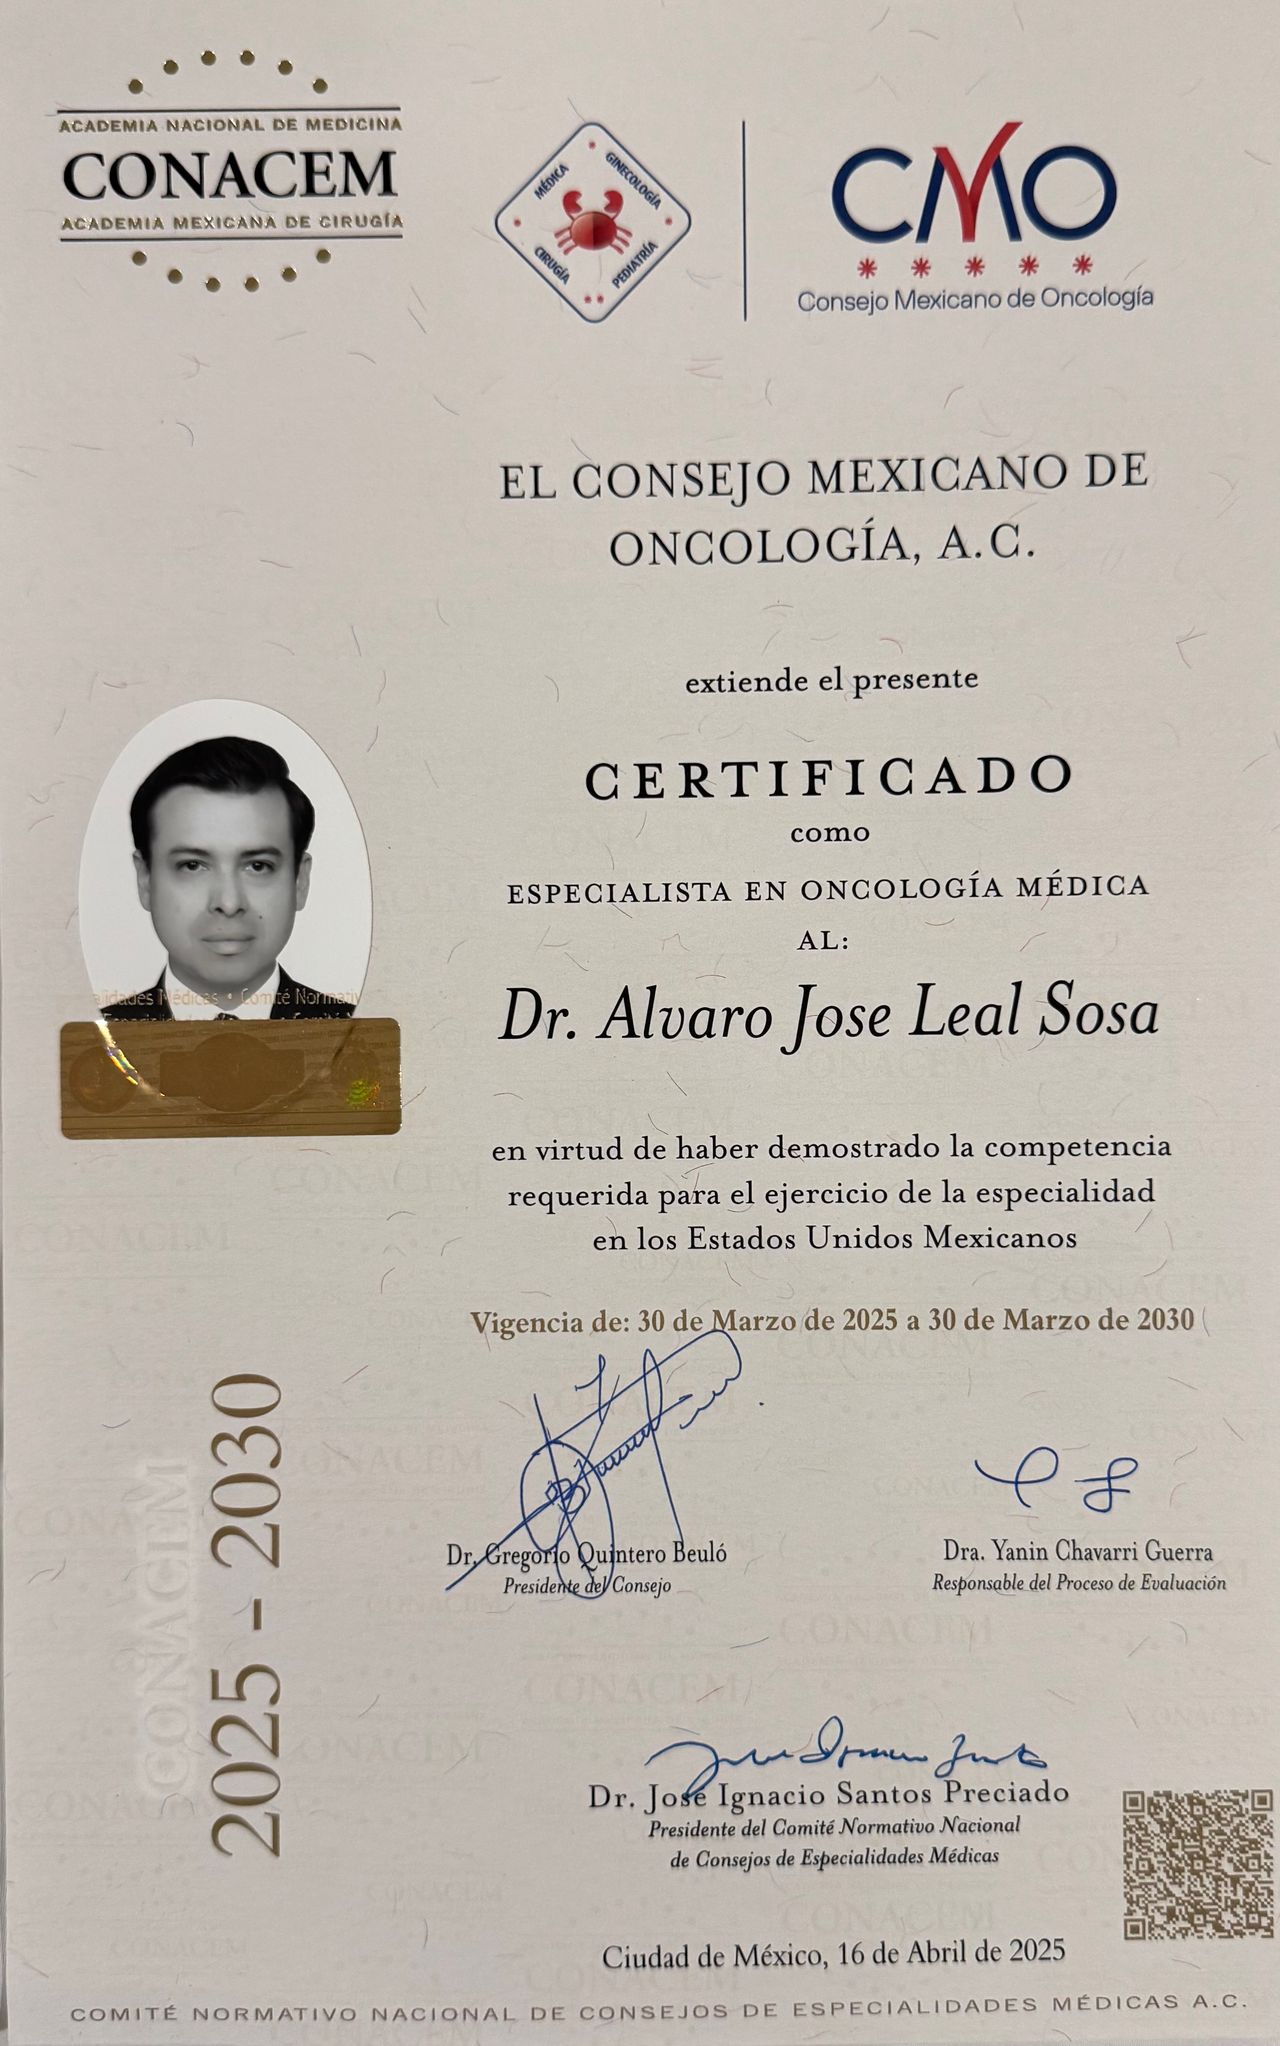 ACADEMIA NACIONAL DE MEDICINA
CONACEM
ACADEMIA MEXICANA DE CIRUGÍA
MÉDICA
GINECOLOGÍA
CIRUGÍA
PEDIATRÍA
CMO
Consejo Mexicano de Oncología
EL CONSEJO MEXICANO DE
ONCOLOGÍA, A.C.
extiende el presente
CERTIFICADO
como
ESPECIALISTA EN ONCOLOGÍA MÉDICA
AL:
Dr. Alvaro Jose Leal Sosa
alidades Médicas • Comité Normativ
en virtud de haber demostrado la competencia
requerida para el ejercicio de la especialidad
en los Estados Unidos Mexicanos
Vigencia de: 30 de Marzo de 2025 a 30 de Marzo de 2030
CONACEM
2025 - 2030
Dr. Gregorio Quintero Beuló
Presidente del Consejo
Dra. Yanin Chavarri Guerra
Responsable del Proceso de Evaluación
Dr. José Ignacio Santos Preciado
Presidente del Comité Normativo Nacional
de Consejos de Especialidades Médicas
Ciudad de México, 16 de Abril de 2025
COMITÉ NORMATIVO NACIONAL DE CONSEJOS DE ESPECIALIDADES MÉDICAS A.C.